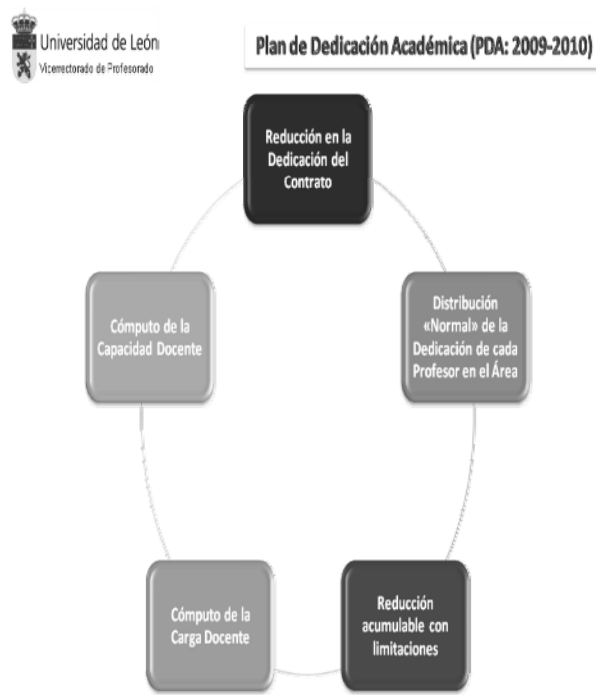 Universidad de León
Vicerrectorado de Profesorado
Plan de Dedicación Académica (PDA: 2009-2010)
Reducción en la
Dedicación del
Contrato
Distribución
«Normal» de la
Dedicación de cada
Profesor en el Área
Reducción
acumulable con
limitaciones
Cómputo de la
Carga Docente
Cómputo de la
Capacidad Docente